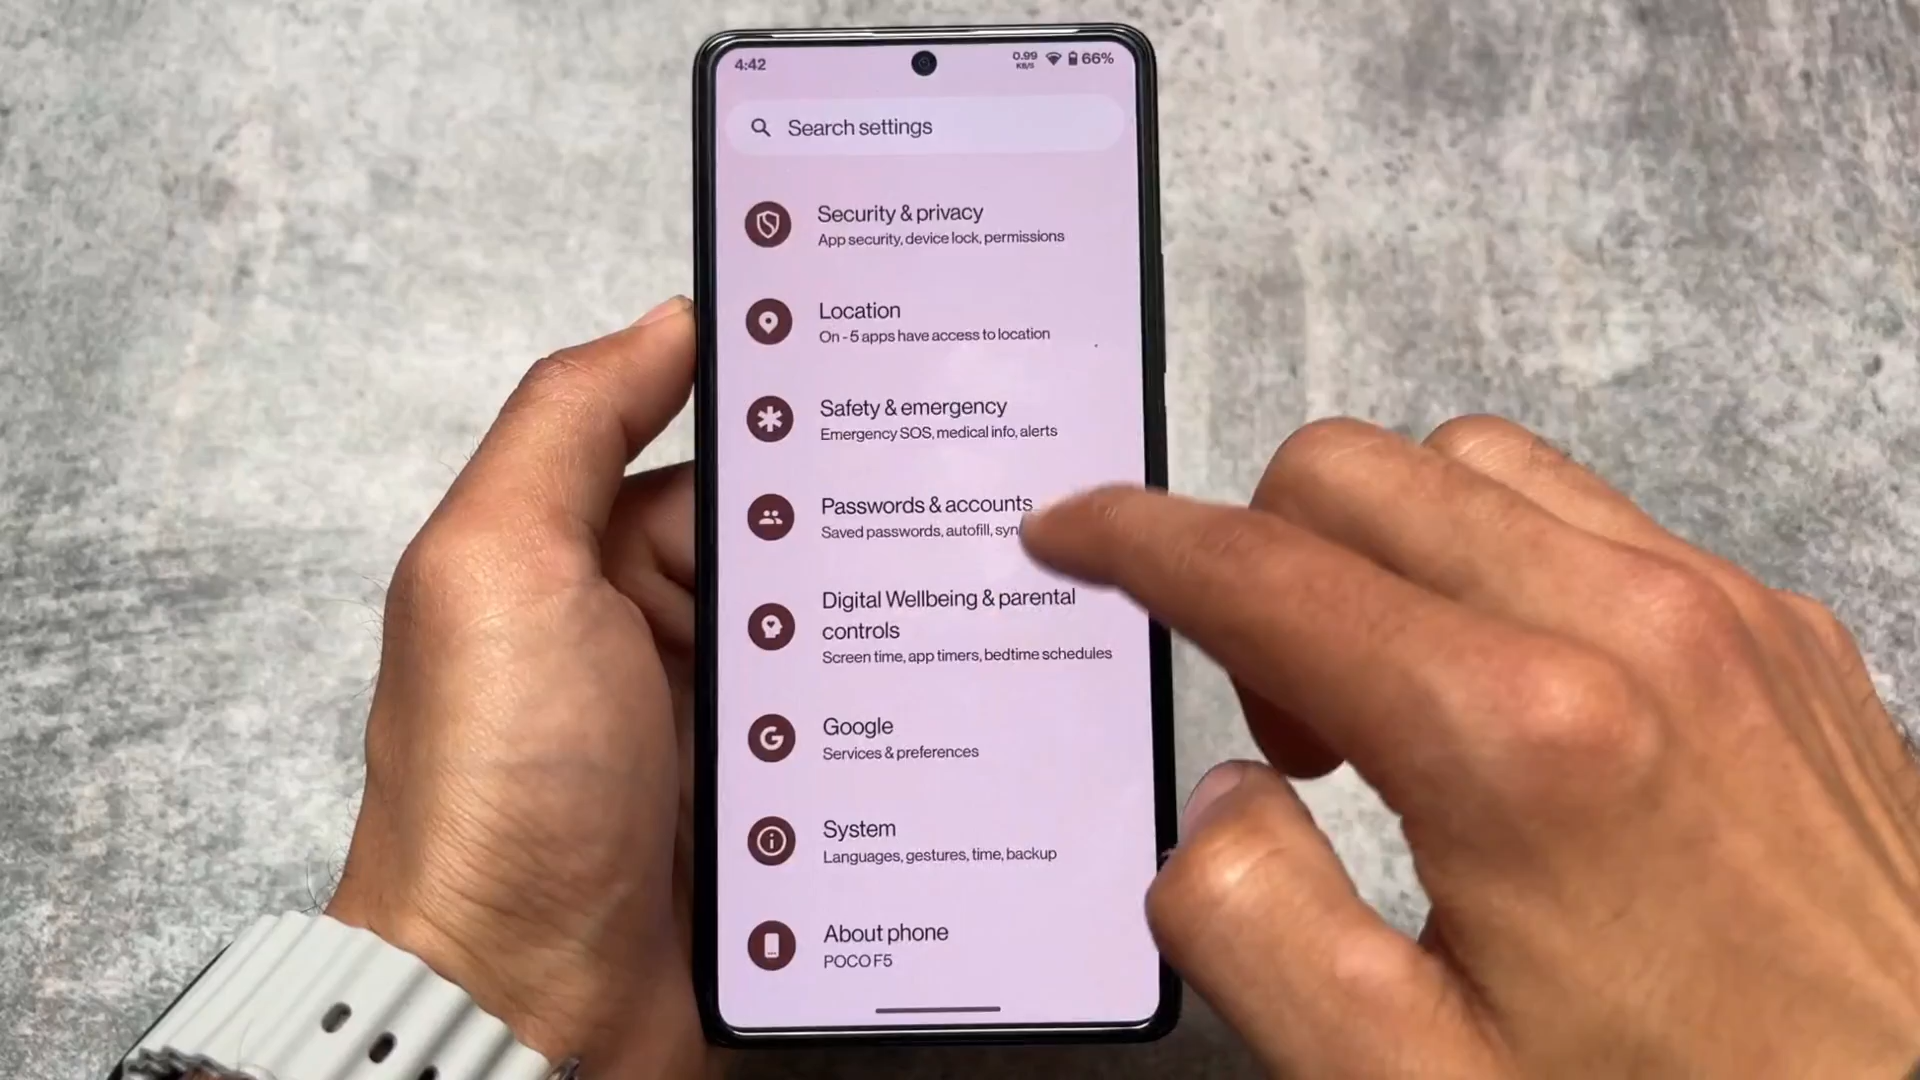 4:42
0.99
KB/S
66%
Search settings
Security & privacy
App security, device lock, permissions
Location
On - 5 apps have access to location
Safety & emergency
Emergency SOS, medical info, alerts
Passwords & accounts
Saved passwords, autofill, syn
Digital Wellbeing & parental
controls
Screen time, app timers, bedtime schedules
Google
Services & preferences
System
Languages, gestures, time, backup
About phone
POCO F5